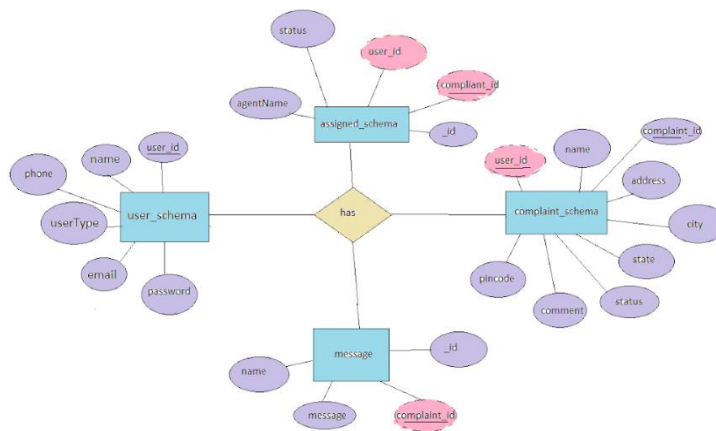 status
user_id
agentName
compliant_id
assigned_schema
_id
name
user_id
phone
user_schema
userType
email
password
has
user_id
name
complaint_id
address
complaint_schema
city
state
pincode
status
comment
message
_id
name
message
complaint_id